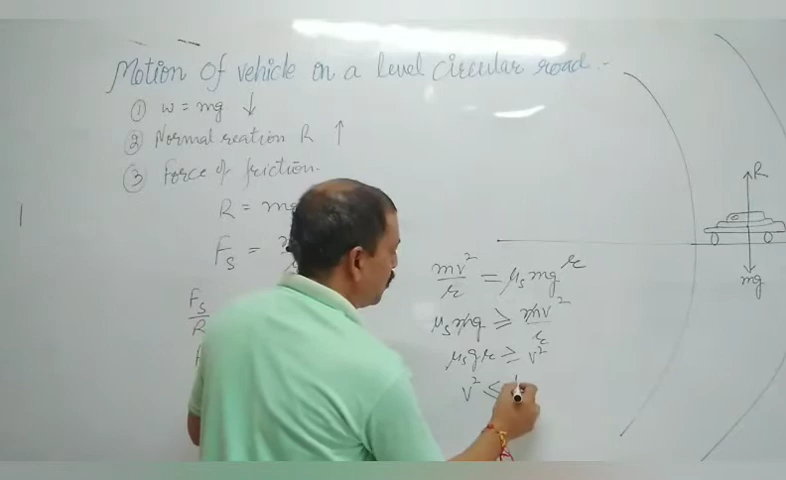 Motion of vehicle on a level circular road.-
① w = mg ↓
② Normal reation R ↑
③ Force of friction.
R = mg
F_s =
F_s / R
mv² / r = μ_s mg
μ_s mg ≥ mv² / r
μ_s g r ≥ v²
v² ≤
R
mg